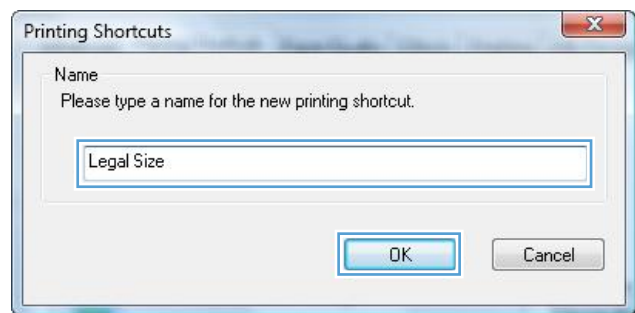 Printing Shortcuts
Name
Please type a name for the new printing shortcut.
Legal Size
OK
Cancel